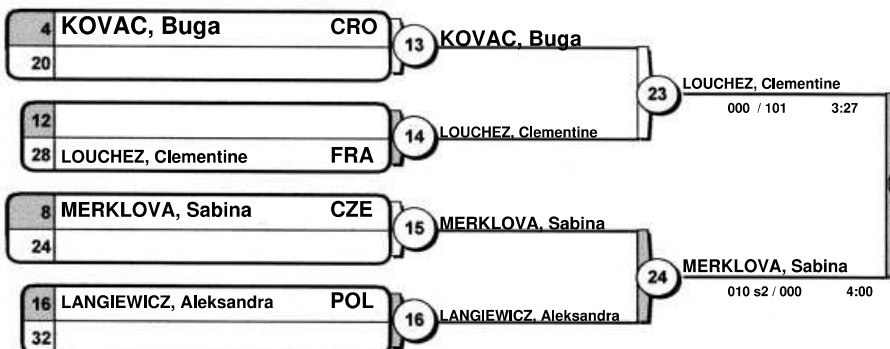 4 KOVAC, Buga CRO
20
13 KOVAC, Buga
12
28 LOUCHEZ, Clementine FRA
14 LOUCHEZ, Clementine
23 LOUCHEZ, Clementine
000 / 101 3:27
8 MERKLOVA, Sabina CZE
24
15 MERKLOVA, Sabina
16 LANGIEWICZ, Aleksandra POL
32
16 LANGIEWICZ, Aleksandra
24 MERKLOVA, Sabina
010 s2 / 000 4:00